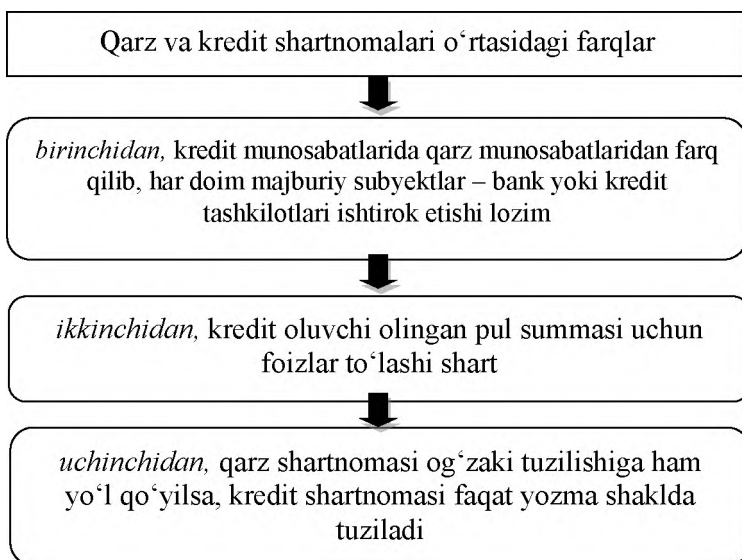 Qarz va kredit shartnomalari o‘rtasidagi farqlar
birinchidan, kredit munosabatlarida qarz munosabatlaridan farq
qilib, har doim majburiy subyektlar – bank yoki kredit
tashkilotlari ishtirok etishi lozim
ikkinchidan, kredit oluvchi olingan pul summasi uchun
foizlar to‘lashi shart
uchinchidan, qarz shartnomasi og‘zaki tuzilishiga ham
yo‘l qo‘yilsa, kredit shartnomasi faqat yozma shaklda
tuziladi